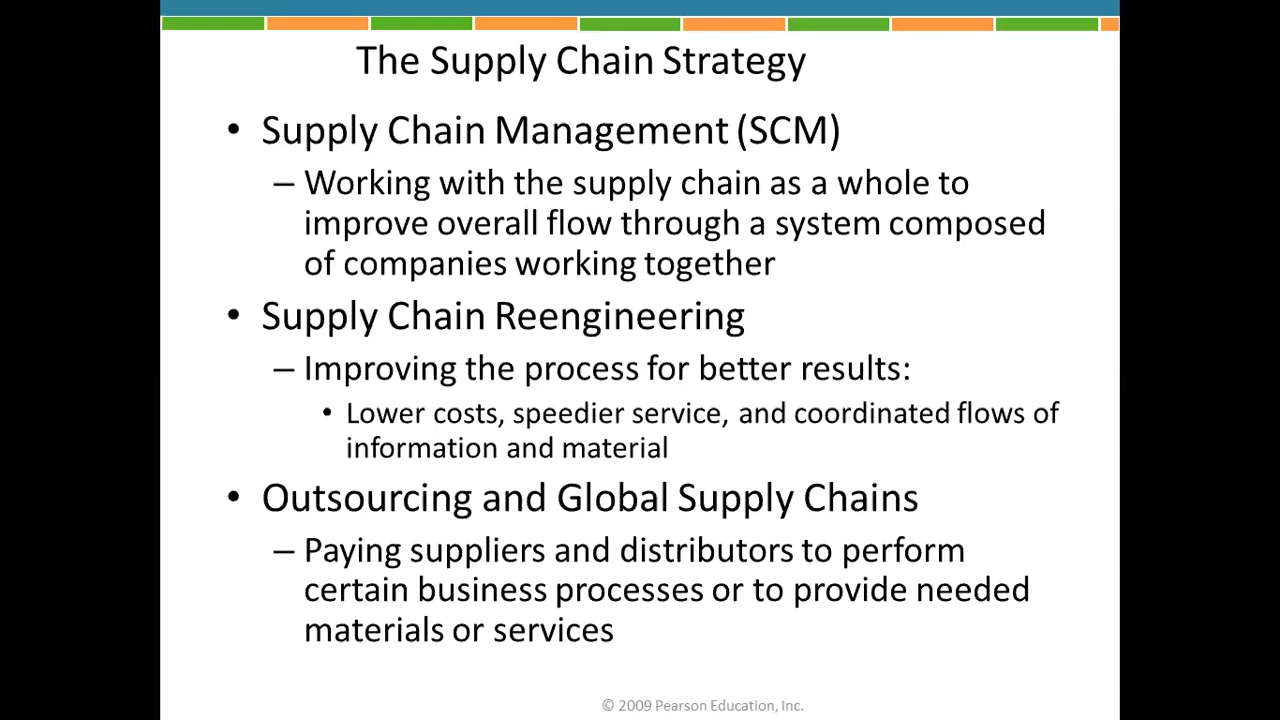 The Supply Chain Strategy
• Supply Chain Management (SCM)
– Working with the supply chain as a whole to
improve overall flow through a system composed
of companies working together
• Supply Chain Reengineering
– Improving the process for better results:
• Lower costs, speedier service, and coordinated flows of
information and material
• Outsourcing and Global Supply Chains
– Paying suppliers and distributors to perform
certain business processes or to provide needed
materials or services
© 2009 Pearson Education, Inc.